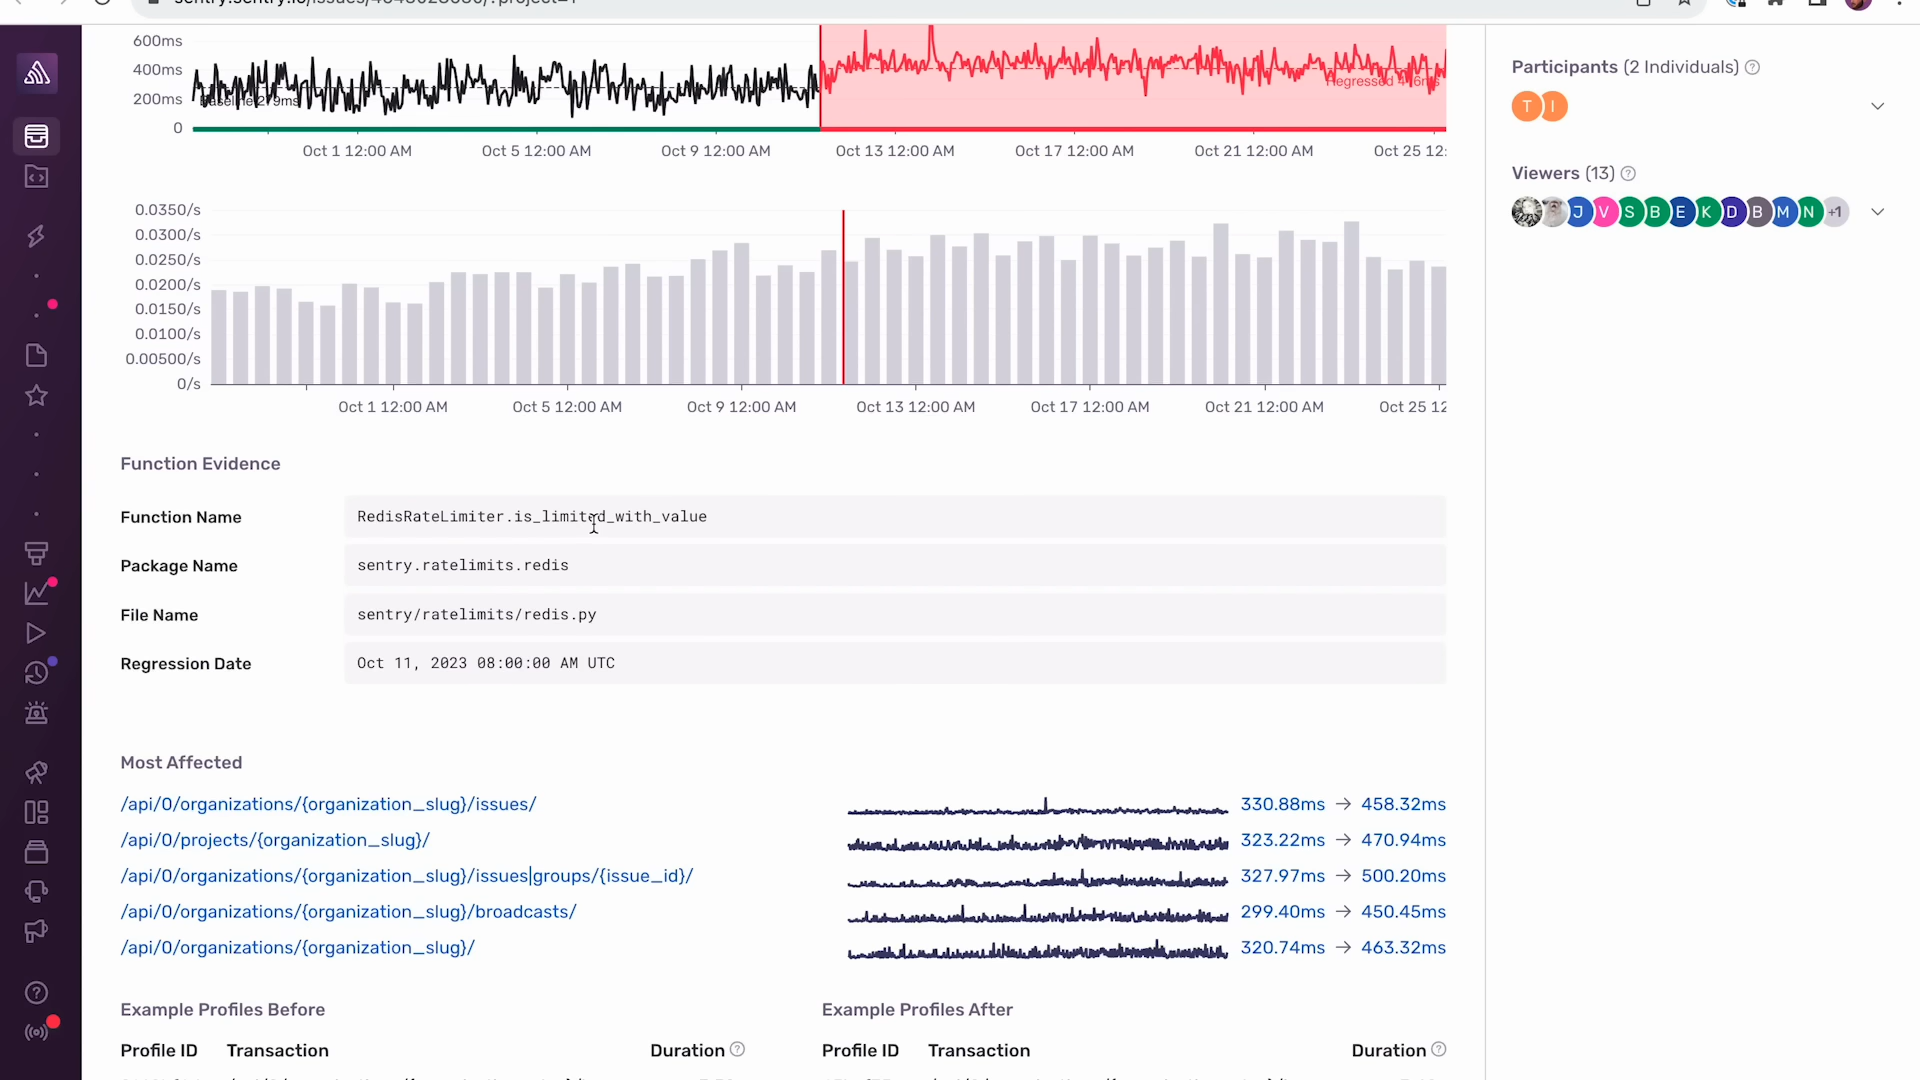 600ms
400ms
200ms
0
Baseline 279ms
Oct 1 12:00 AM
Oct 5 12:00 AM
Oct 9 12:00 AM
Oct 13 12:00 AM
Oct 17 12:00 AM
Oct 21 12:00 AM
Oct 25 12:
0.0350/s
0.0300/s
0.0250/s
0.0200/s
0.0150/s
0.0100/s
0.00500/s
0/s
Oct 1 12:00 AM
Oct 5 12:00 AM
Oct 9 12:00 AM
Oct 13 12:00 AM
Oct 17 12:00 AM
Oct 21 12:00 AM
Oct 25 12
Function Evidence
Function Name
RedisRateLimiter.is_limited_with_value
Package Name
sentry.ratelimits.redis
File Name
sentry/ratelimits/redis.py
Regression Date
Oct 11, 2023 08:00:00 AM UTC
Most Affected
/api/0/organizations/{organization_slug}/issues/ 330.88ms → 458.32ms
/api/0/projects/{organization_slug}/ 323.22ms → 470.94ms
/api/0/organizations/{organization_slug}/issues|groups/{issue_id}/ 327.97ms → 500.20ms
/api/0/organizations/{organization_slug}/broadcasts/ 299.40ms → 450.45ms
/api/0/organizations/{organization_slug}/ 320.74ms → 463.32ms
Example Profiles Before
Profile ID Transaction Duration ?
Example Profiles After
Profile ID Transaction Duration ?
Participants (2 Individuals) ?
T I
Viewers (13) ?
J V S B E K D B M N +1